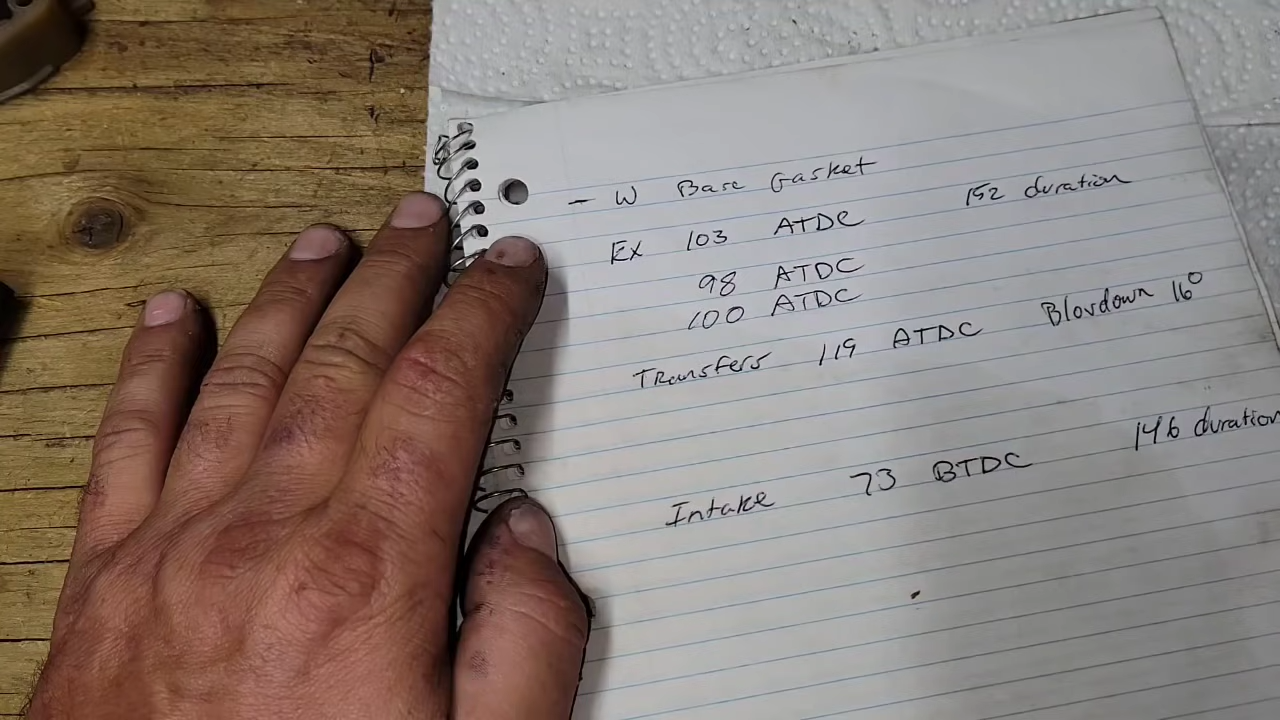 - W Base Gasket
Ex 103 ATDC 152 duration
98 ATDC
100 ATDC
Transfers 119 ATDC Blowdown 16°
Intake 73 BTDC 146 duration